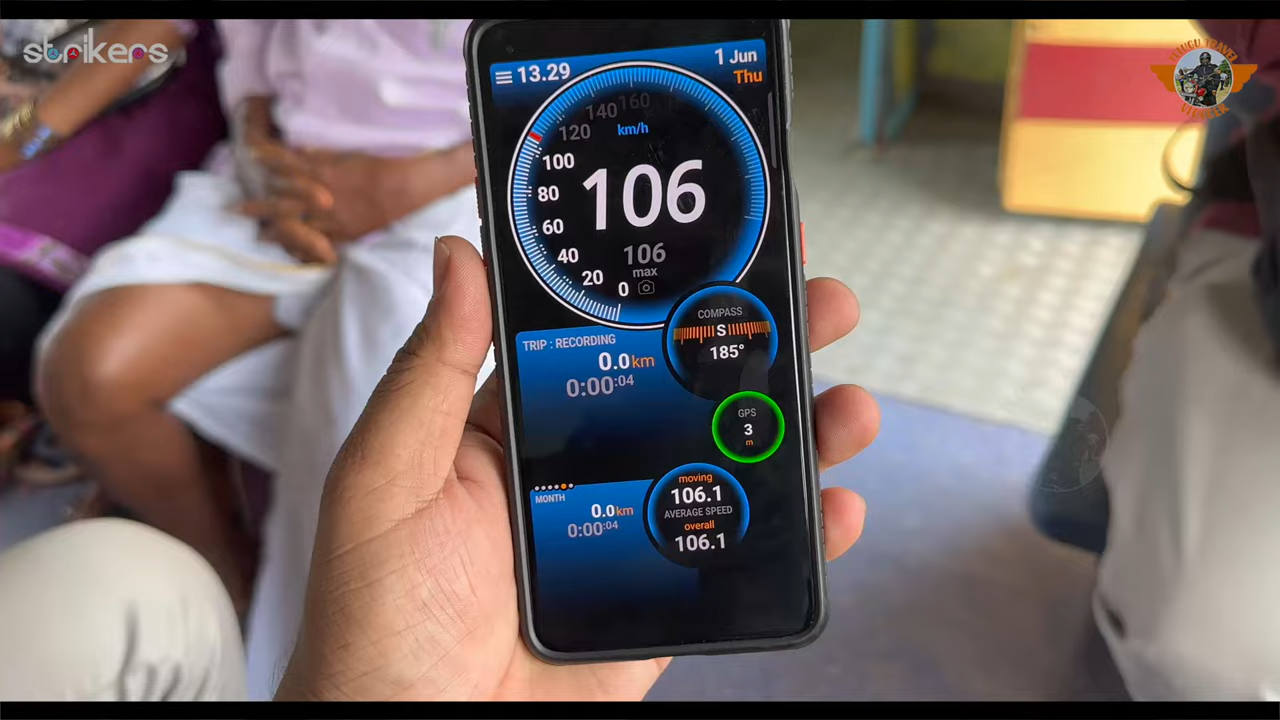 strikers
TELUGU TRAVEL
13.29
1 Jun
Thu
160
140
120
km/h
100
80
60
40
20
0
106
106
max
COMPASS
S
185°
TRIP : RECORDING
0.0km
0:00:04
GPS
3
m
MONTH
0.0km
0:00:04
moving
106.1
AVERAGE SPEED
overall
106.1